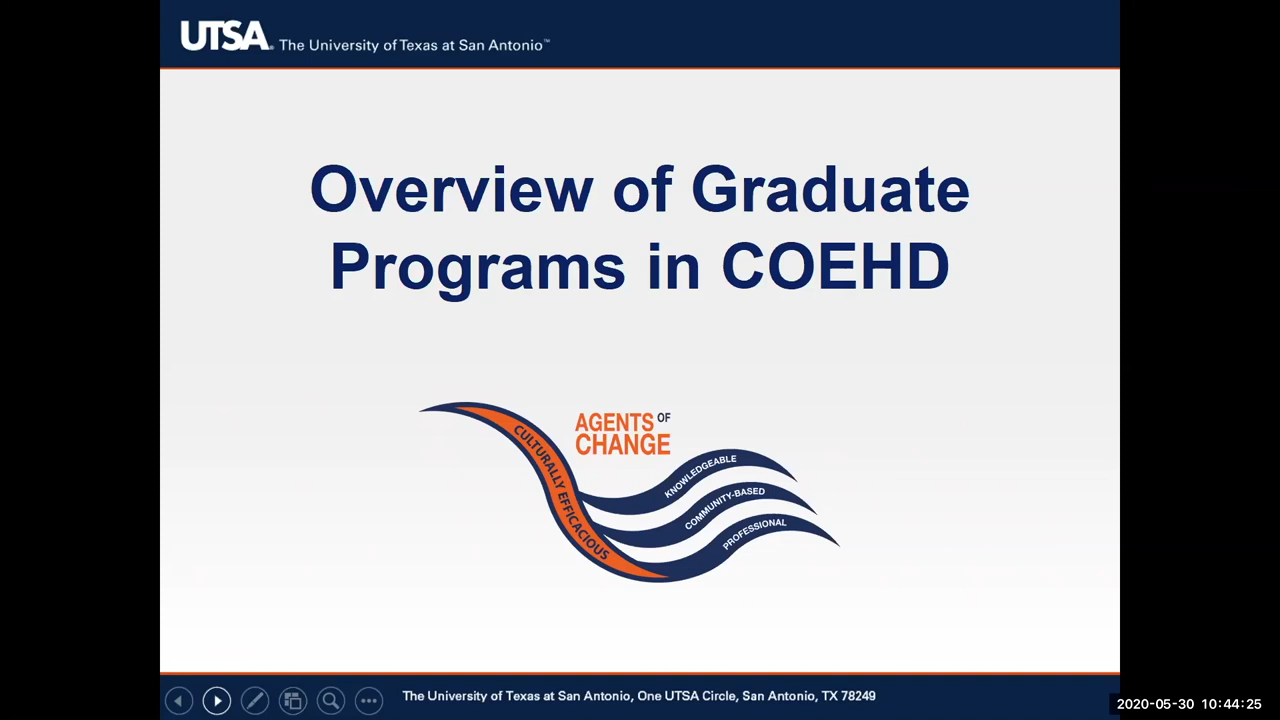 UTSA® The University of Texas at San Antonio™
Overview of Graduate
Programs in COEHD
AGENTS OF
CHANGE
CULTURALLY EFFICACIOUS
KNOWLEDGEABLE
COMMUNITY-BASED
PROFESSIONAL
The University of Texas at San Antonio, One UTSA Circle, San Antonio, TX 78249
2020-05-30 10:44:25